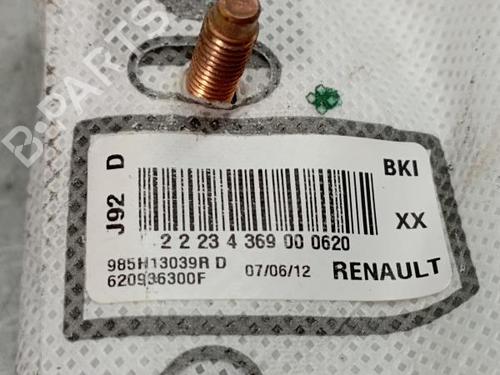 B-PARTS
J92 D
BKI
XX
2 2 23 4 369 00 0620
985H13039R D
07/06/12
RENAULT
620936300F